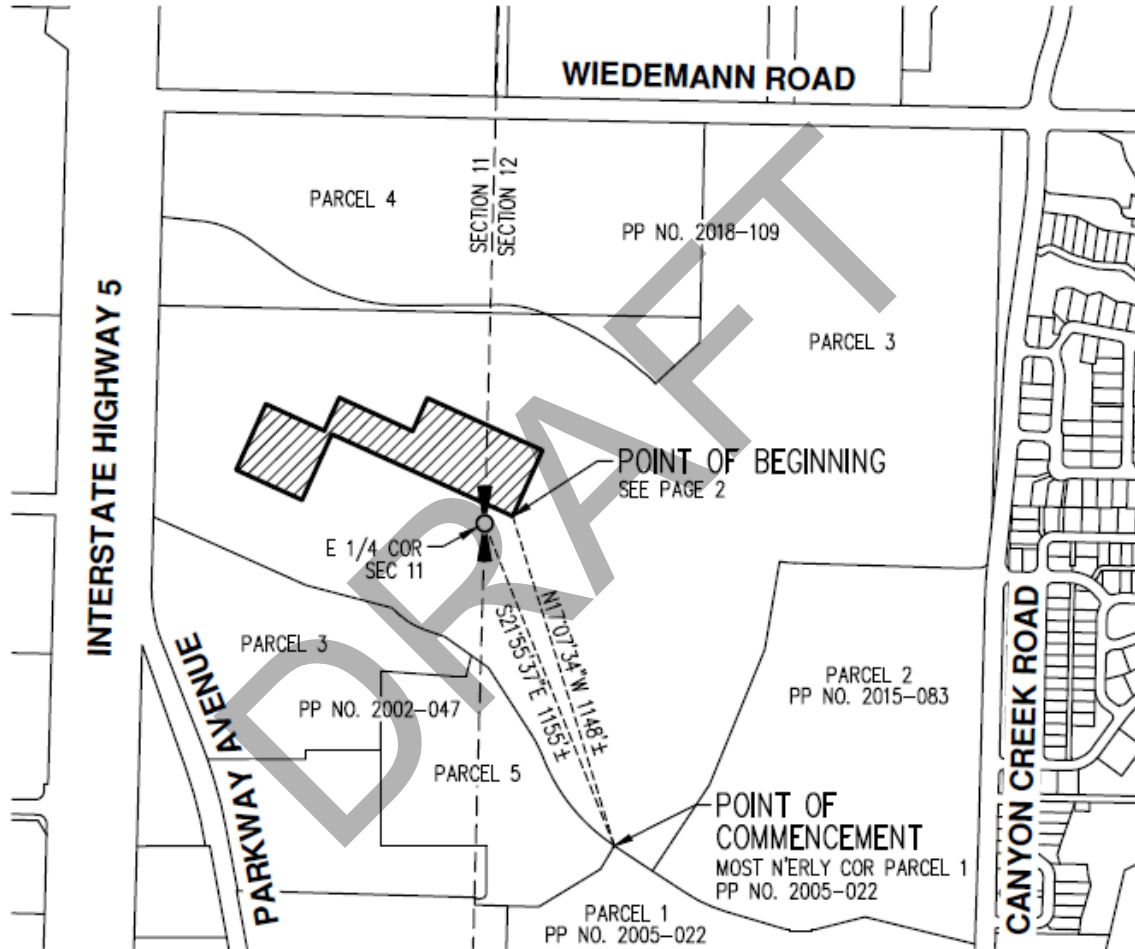 WIEDEMANN ROAD
SECTION 11
SECTION 12
PARCEL 4
PP NO. 2018-109
INTERSTATE HIGHWAY 5
PARCEL 3
POINT OF BEGINNING
SEE PAGE 2
E 1/4 COR
SEC 11
N17°07'34"W 1148'±
S21°55'37"E 1155'±
PARCEL 3
PARKWAY AVENUE
PP NO. 2002-047
PARCEL 2
PP NO. 2015-083
CANYON CREEK ROAD
PARCEL 5
POINT OF
COMMENCEMENT
MOST N'ERLY COR PARCEL 1
PP NO. 2005-022
PARCEL 1
PP NO. 2005-022
DRAFT